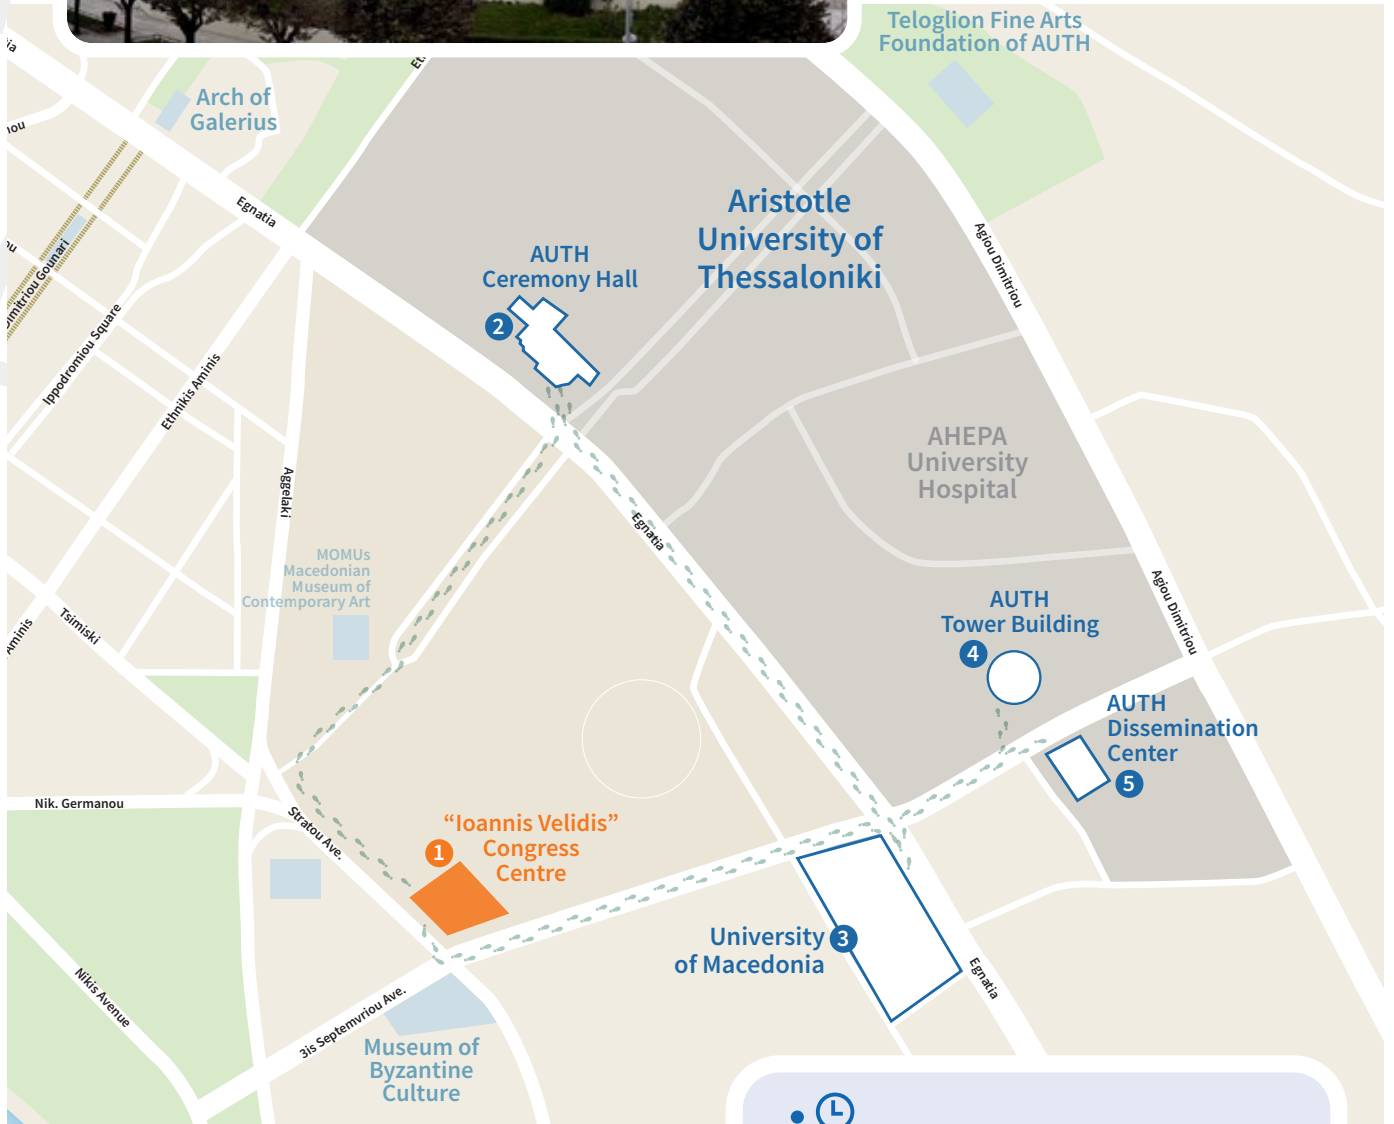 Teloglion Fine Arts
Foundation of AUTH
Arch of
Galerius
Egnatia
Aristotle
University of
Thessaloniki
Agiou Dimitriou
AUTH
Ceremony Hall
2
Dimitriou Gounari
Ippodromiou Square
Ethnikis Aminis
Aggelaki
AHEPA
University
Hospital
Egnatia
MOMUs
Macedonian
Museum of
Contemporary Art
Agiou Dimitriou
Tsimiski
Aminis
AUTH
Tower Building
4
AUTH
Dissemination
Center
5
Nik. Germanou
Stratou Ave.
“Ioannis Velidis”
Congress
Centre
1
University
of Macedonia
3
Egnatia
Nikis Avenue
3is Septemvriou Ave.
Museum of
Byzantine
Culture